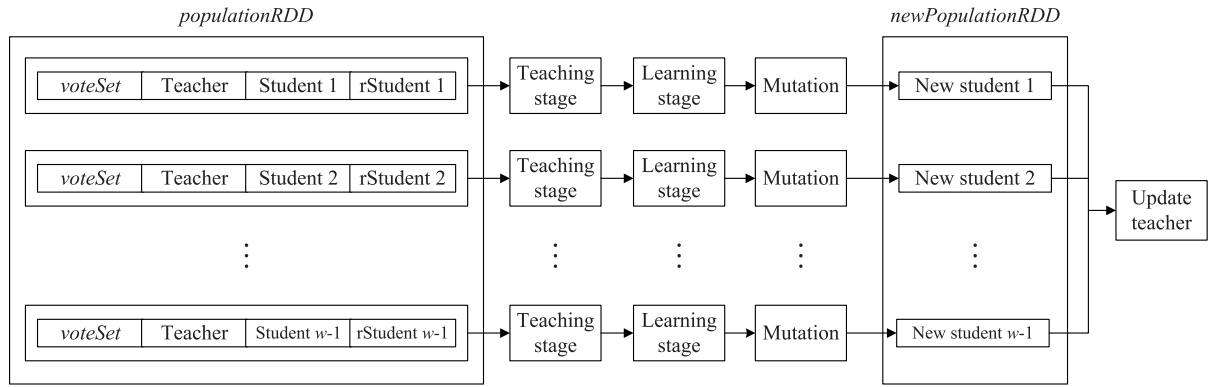 populationRDD
newPopulationRDD
voteSet Teacher Student 1 rStudent 1
Teaching
stage
Learning
stage
Mutation
New student 1
voteSet Teacher Student 2 rStudent 2
Teaching
stage
Learning
stage
Mutation
New student 2
Update
teacher
voteSet Teacher Student w-1 rStudent w-1
Teaching
stage
Learning
stage
Mutation
New student w-1